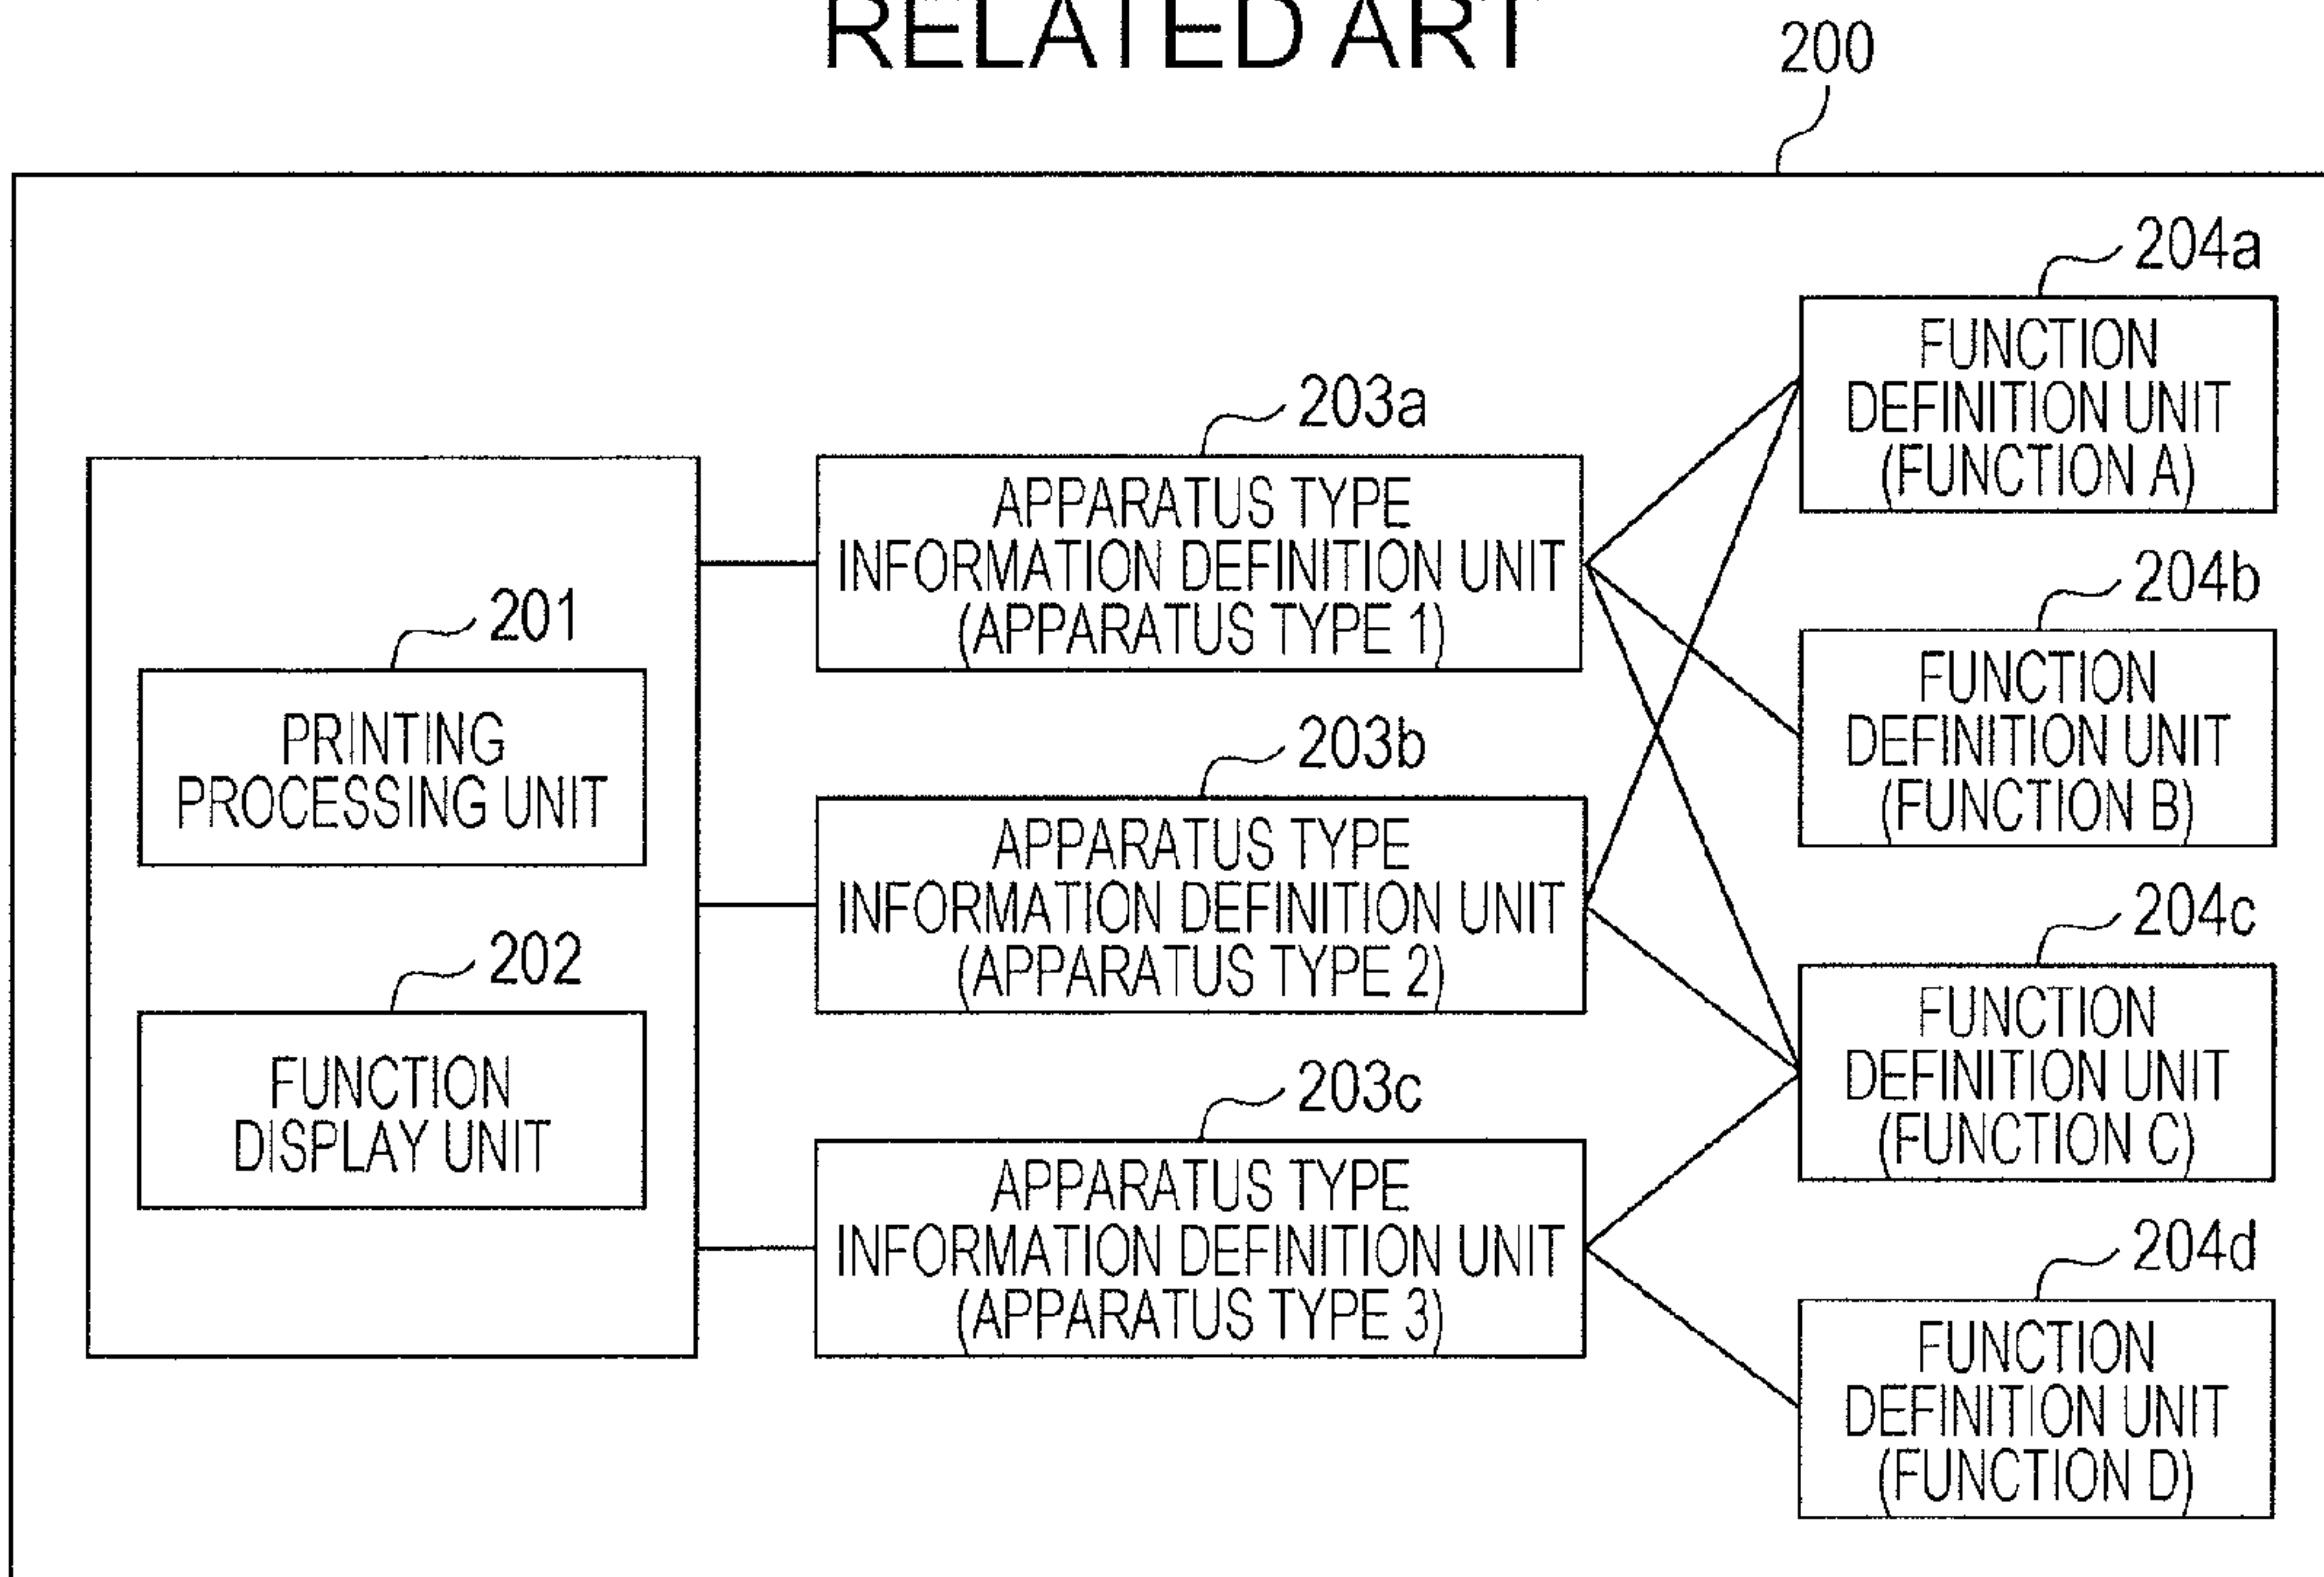 RELATED ART
200
204a
FUNCTION
DEFINITION UNIT
(FUNCTION A)
203a
APPARATUS TYPE
INFORMATION DEFINITION UNIT
(APPARATUS TYPE 1)
204b
FUNCTION
DEFINITION UNIT
(FUNCTION B)
201
PRINTING
PROCESSING UNIT
203b
APPARATUS TYPE
INFORMATION DEFINITION UNIT
(APPARATUS TYPE 2)
204c
FUNCTION
DEFINITION UNIT
(FUNCTION C)
202
FUNCTION
DISPLAY UNIT
203c
APPARATUS TYPE
INFORMATION DEFINITION UNIT
(APPARATUS TYPE 3)
204d
FUNCTION
DEFINITION UNIT
(FUNCTION D)